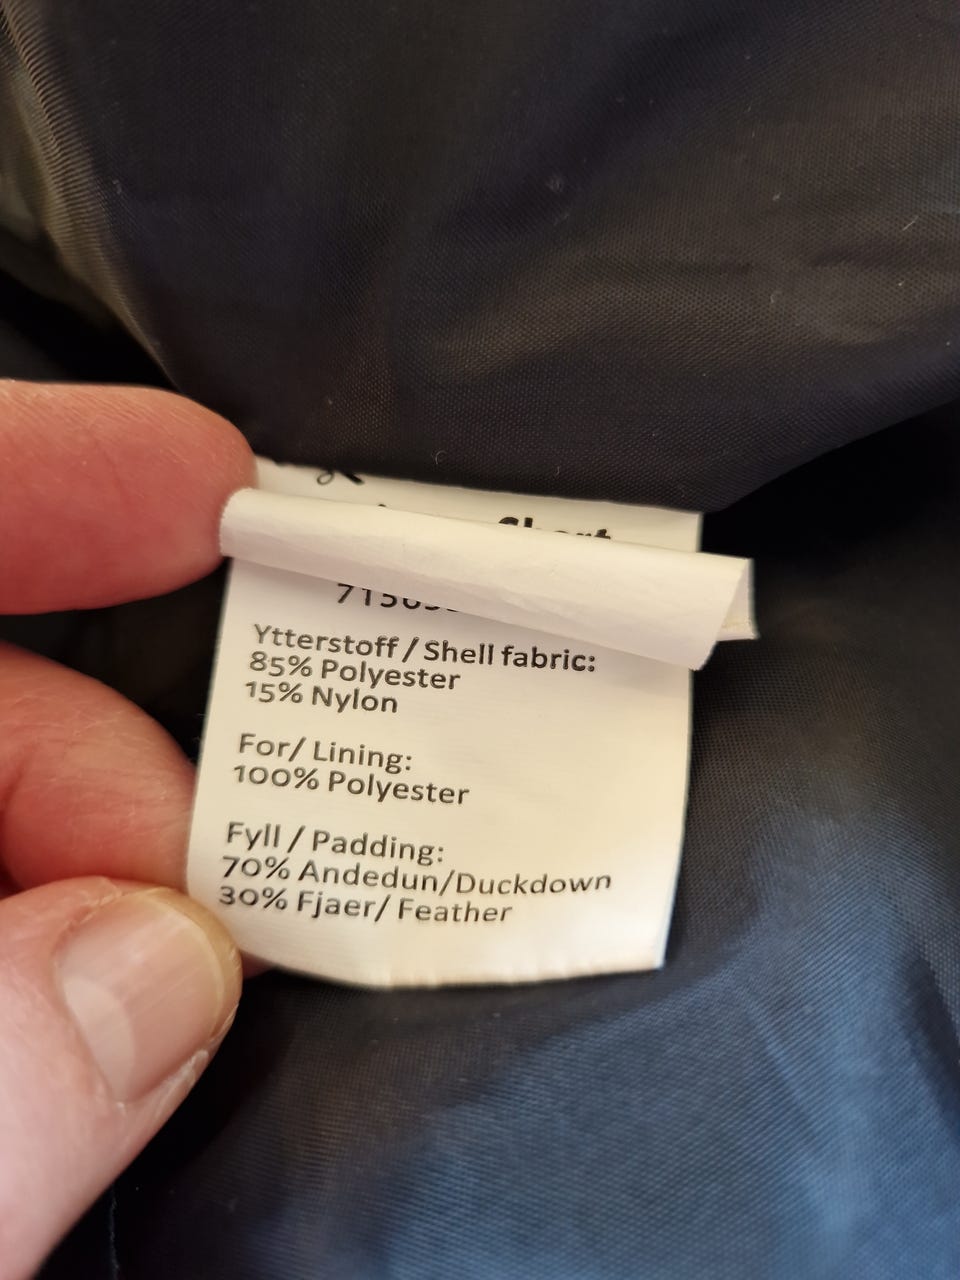 Short
Ytterstoff / Shell fabric:
85% Polyester
15% Nylon
For/ Lining:
100% Polyester
Fyll / Padding:
70% Andedun/Duckdown
30% Fjaer/ Feather